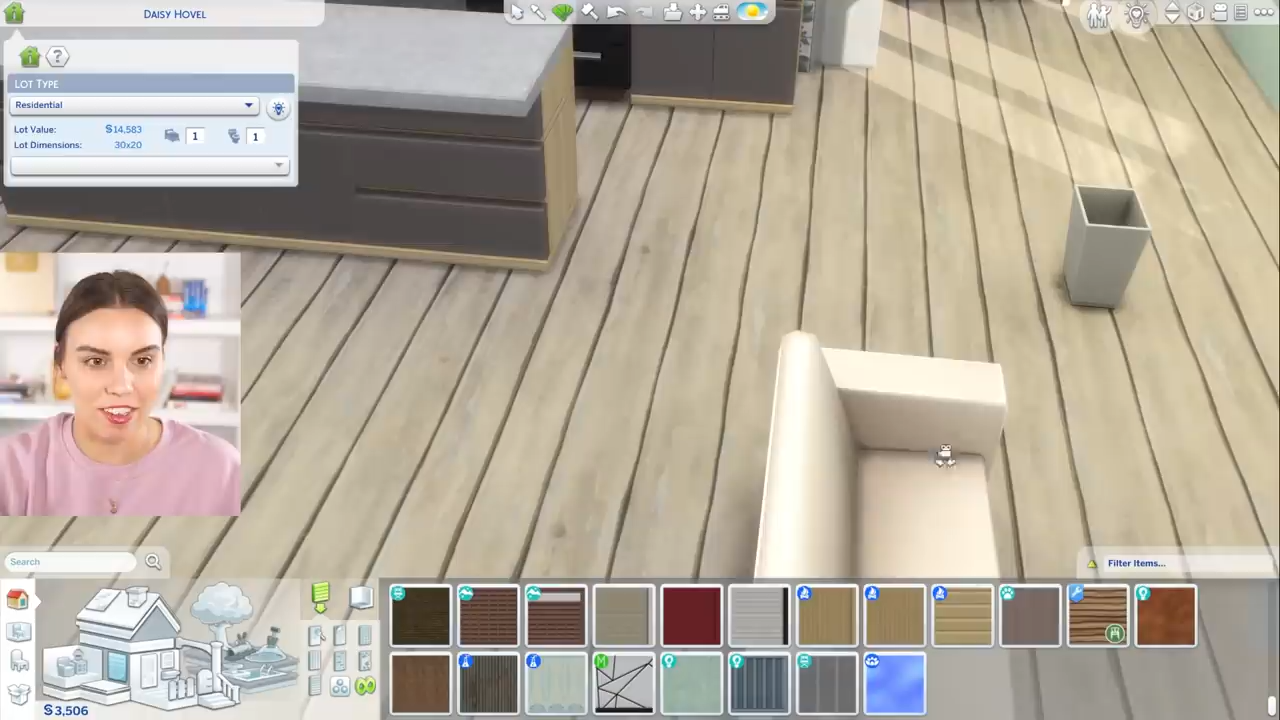 Daisy Hovel
Lot Type
Residential
Lot Value: §14,583 1 1
Lot Dimensions: 30x20
Search
Filter Items...
§3,506